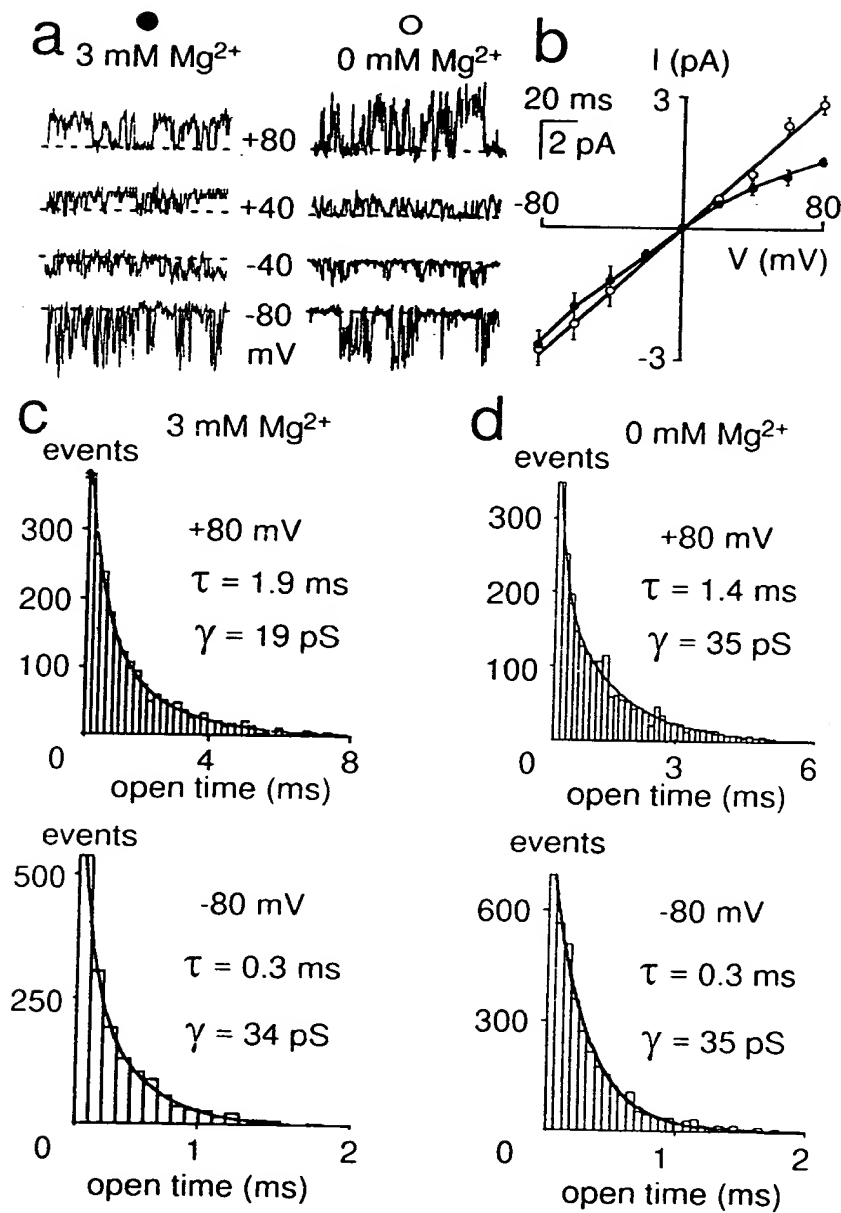 a
3 mM Mg²⁺
0 mM Mg²⁺
+80
+40
-40
-80
mV
b
I (pA)
3
20 ms
2 pA
-80
80
V (mV)
-3
c
3 mM Mg²⁺
events
300
200
100
0
+80 mV
τ = 1.9 ms
γ = 19 pS
4
8
open time (ms)
events
500
250
0
-80 mV
τ = 0.3 ms
γ = 34 pS
1
2
open time (ms)
d
0 mM Mg²⁺
events
300
200
100
0
+80 mV
τ = 1.4 ms
γ = 35 pS
3
6
open time (ms)
events
600
300
0
-80 mV
τ = 0.3 ms
γ = 35 pS
1
2
open time (ms)